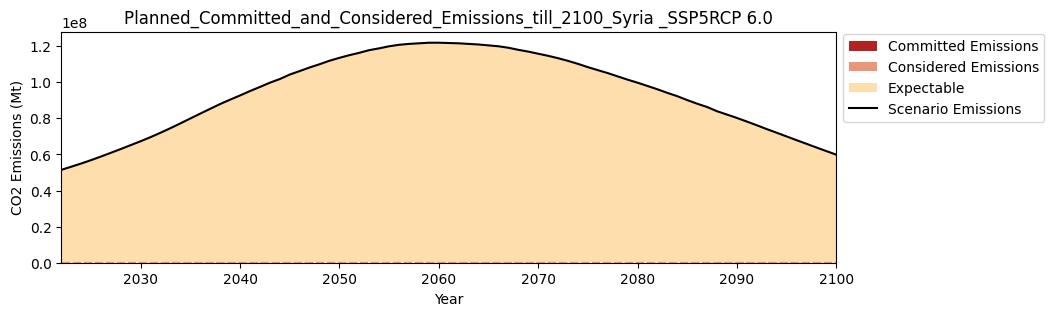 Planned_Committed_and_Considered_Emissions_till_2100_Syria _SSP5RCP 6.0
1e8
1.2
1.0
0.8
0.6
0.4
0.2
0.0
CO2 Emissions (Mt)
2030 2040 2050 2060 2070 2080 2090 2100
Year
Committed Emissions
Considered Emissions
Expectable
Scenario Emissions